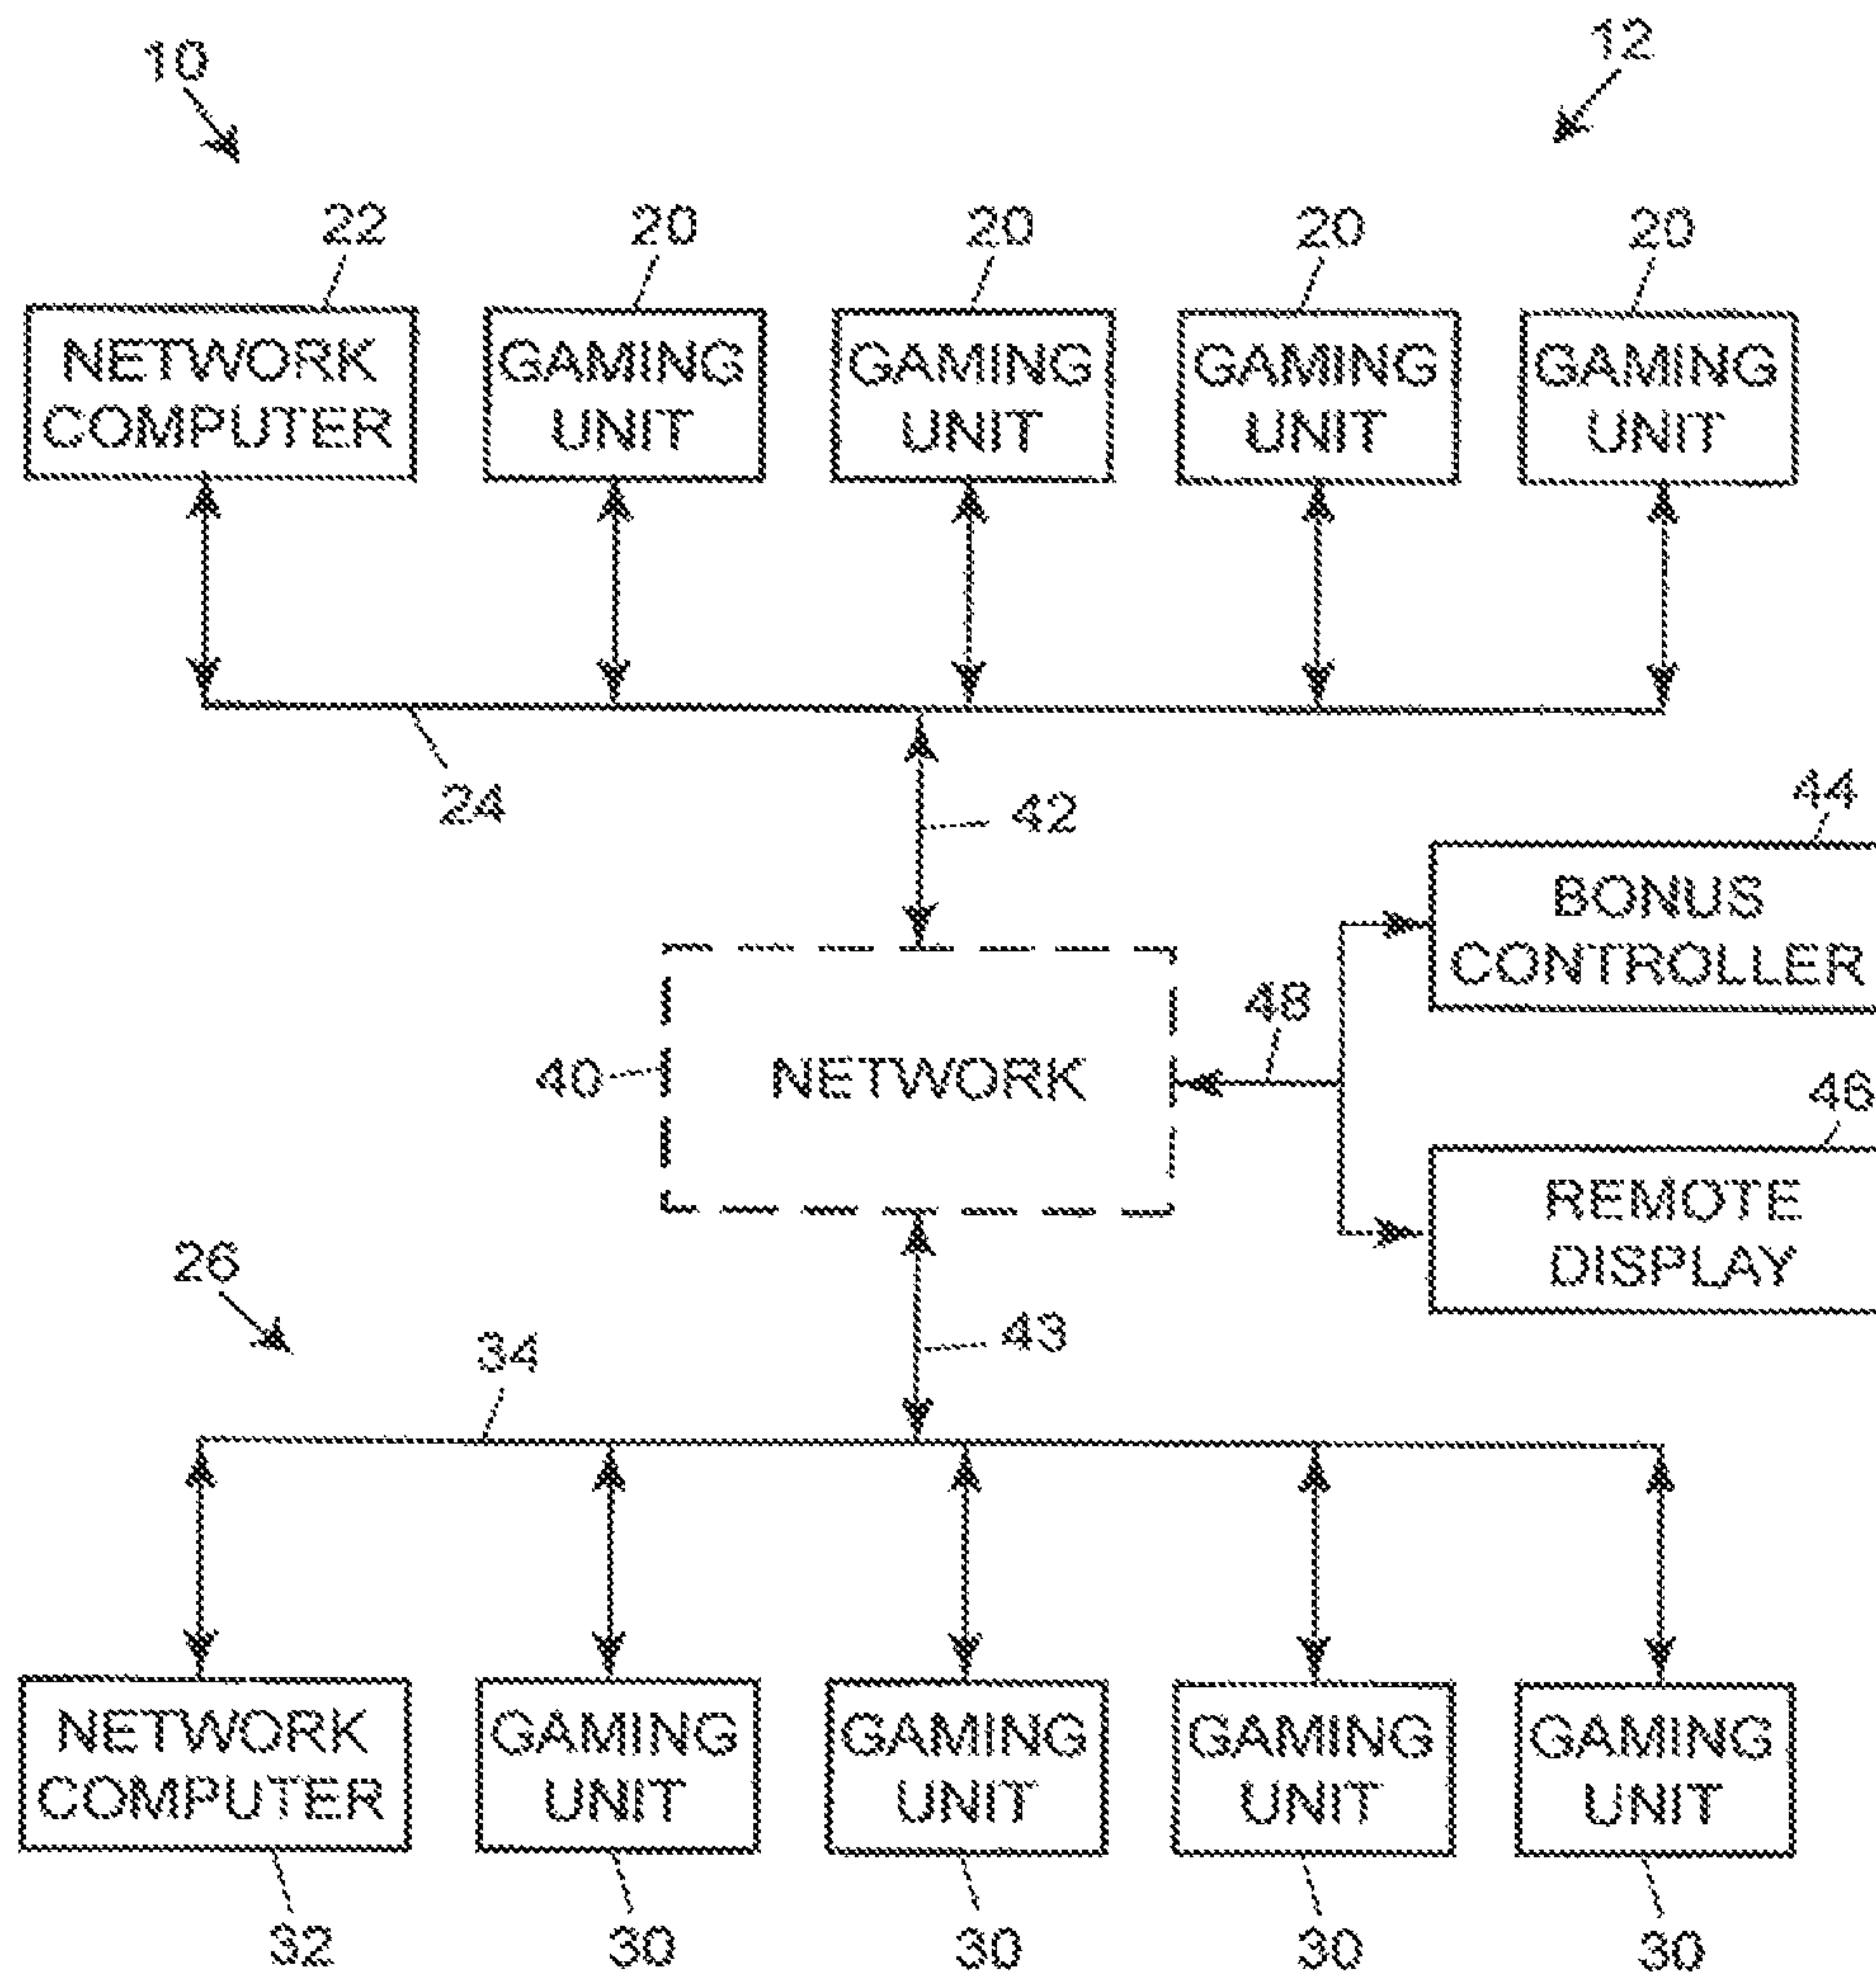 10
12
22
20
20
20
20
NETWORK
COMPUTER
GAMING
UNIT
GAMING
UNIT
GAMING
UNIT
GAMING
UNIT
24
42
44
BONUS
CONTROLLER
48
40
NETWORK
46
REMOTE
DISPLAY
26
34
43
NETWORK
COMPUTER
GAMING
UNIT
GAMING
UNIT
GAMING
UNIT
GAMING
UNIT
32
30
30
30
30